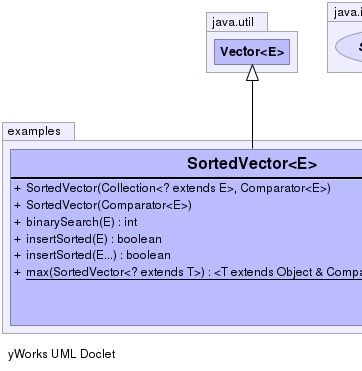 java.util
java.i
Vector<E>
examples
SortedVector<E>
+ SortedVector(Collection<? extends E>, Comparator<E>)
+ SortedVector(Comparator<E>)
+ binarySearch(E) : int
+ insertSorted(E) : boolean
+ insertSorted(E...) : boolean
+ max(SortedVector<? extends T>) : <T extends Object & Compa
yWorks UML Doclet